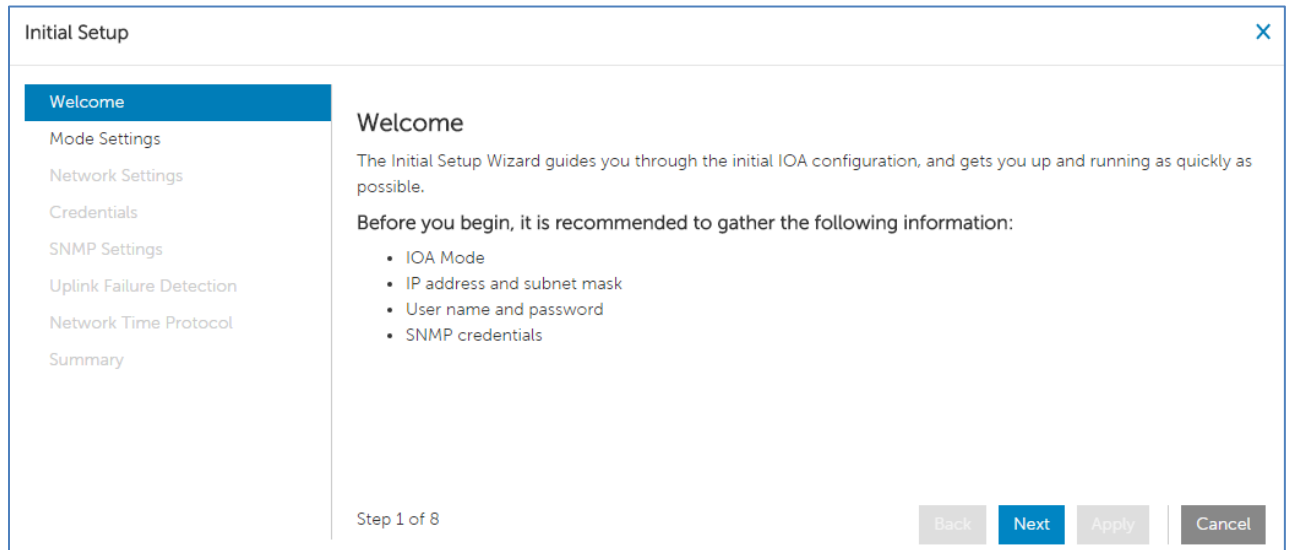 Initial Setup
X
Welcome
Mode Settings
Network Settings
Credentials
SNMP Settings
Uplink Failure Detection
Network Time Protocol
Summary
Welcome
The Initial Setup Wizard guides you through the initial IOA configuration, and gets you up and running as quickly as
possible.
Before you begin, it is recommended to gather the following information:
• IOA Mode
• IP address and subnet mask
• User name and password
• SNMP credentials
Step 1 of 8
Back
Next
Apply
Cancel